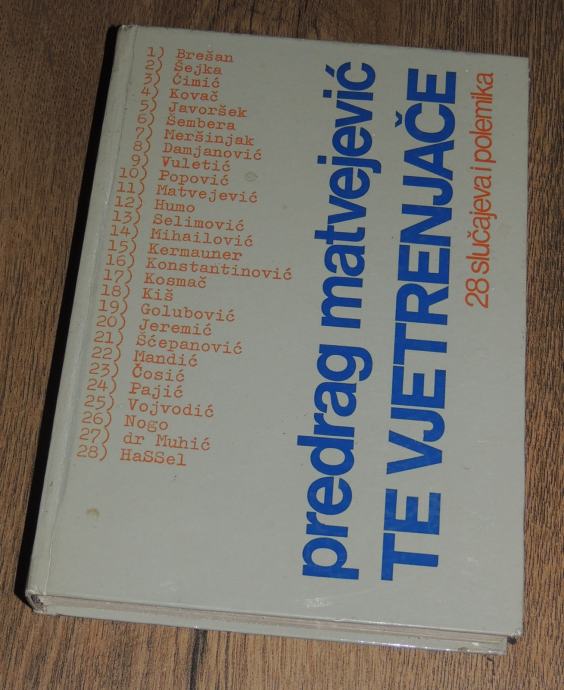 1) Brešan
2) Šejka
3) Ćimić
4) Kovač
5) Javoršek
6) Šembera
7) Meršinjak
8) Damjanović
9) Vuletić
10) Popović
11) Matvejević
12) Humo
13) Selimović
14) Mihailović
15) Kermauner
16) Konstantinović
17) Kosmač
18) Kiš
19) Golubović
20) Jeremić
21) Šćepanović
22) Mandić
23) Ćosić
24) Pajić
25) Vojvodić
26) Nogo
27) dr Muhić
28) HaSSel
predrag matvejević
TE VJETRENJAČE
28 slučajeva i polemika